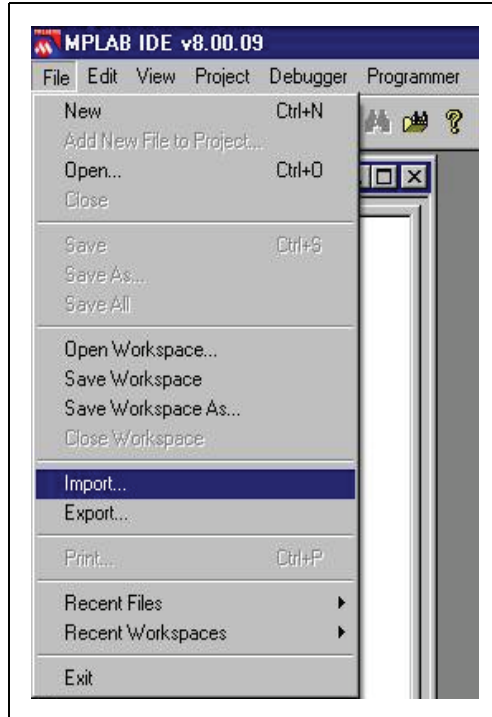 MPLAB IDE v8.00.09
File Edit View Project Debugger Programmer
New Ctrl+N
Add New File to Project...
Open... Ctrl+O
Close
Save Ctrl+S
Save As...
Save All
Open Workspace...
Save Workspace
Save Workspace As...
Close Workspace
Import...
Export...
Print... Ctrl+P
Recent Files
Recent Workspaces
Exit